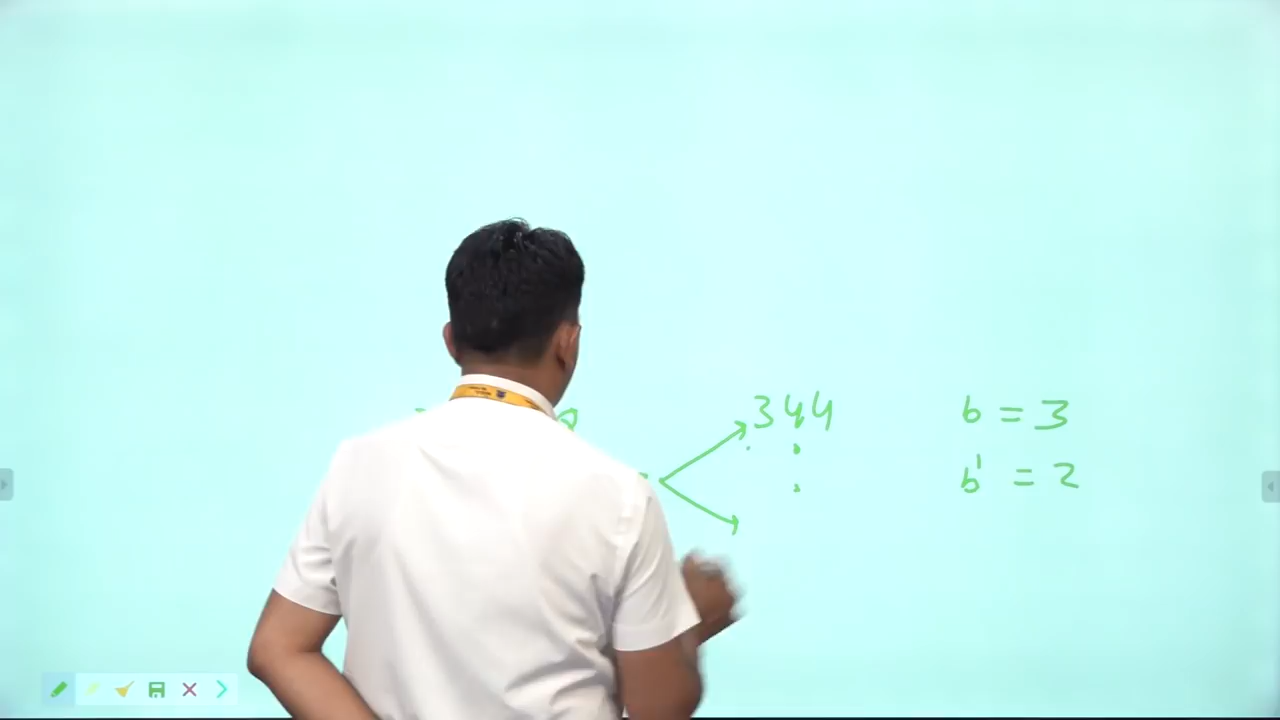 344
b = 3
b' = 2